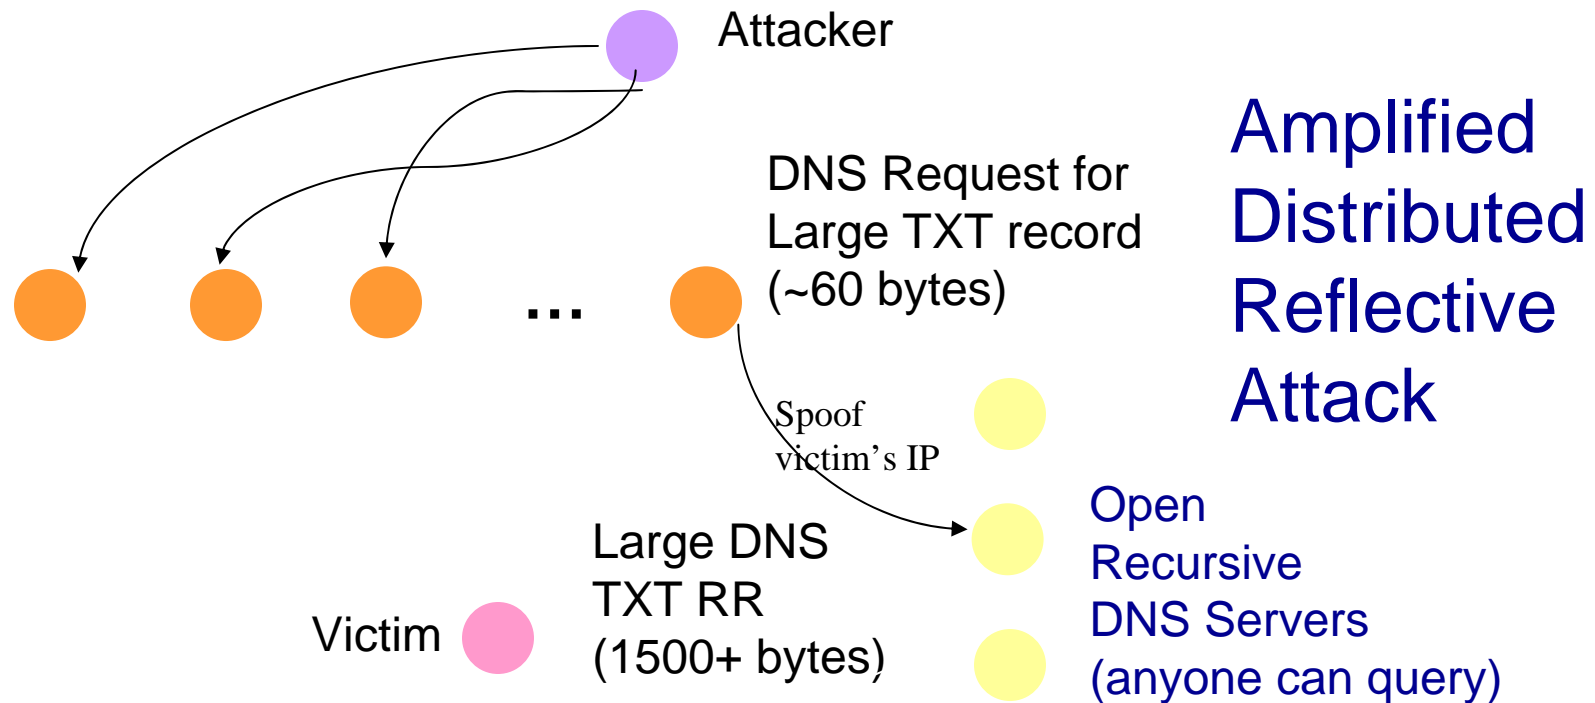 Attacker
Amplified
Distributed
Reflective
Attack
DNS Request for
Large TXT record
(~60 bytes)
...
Spoof
victim’s IP
Open
Recursive
DNS Servers
(anyone can query)
Large DNS
TXT RR
(1500+ bytes)
Victim